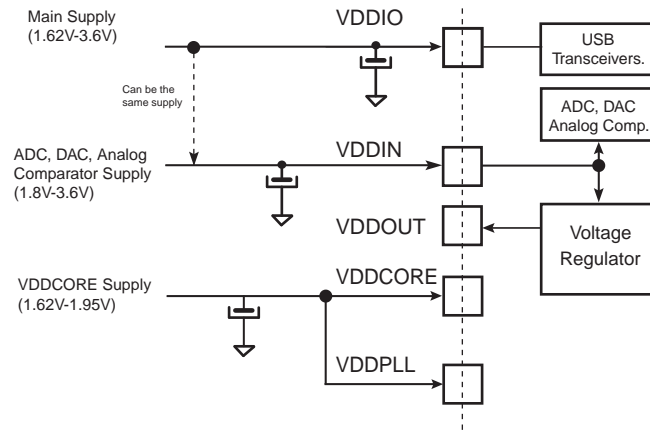 Main Supply
(1.62V-3.6V)
VDDIO
USB
Transceivers.
Can be the
same supply
ADC, DAC
Analog Comp.
ADC, DAC, Analog
Comparator Supply
(1.8V-3.6V)
VDDIN
VDDOUT
Voltage
Regulator
VDDCORE Supply
(1.62V-1.95V)
VDDCORE
VDDPLL